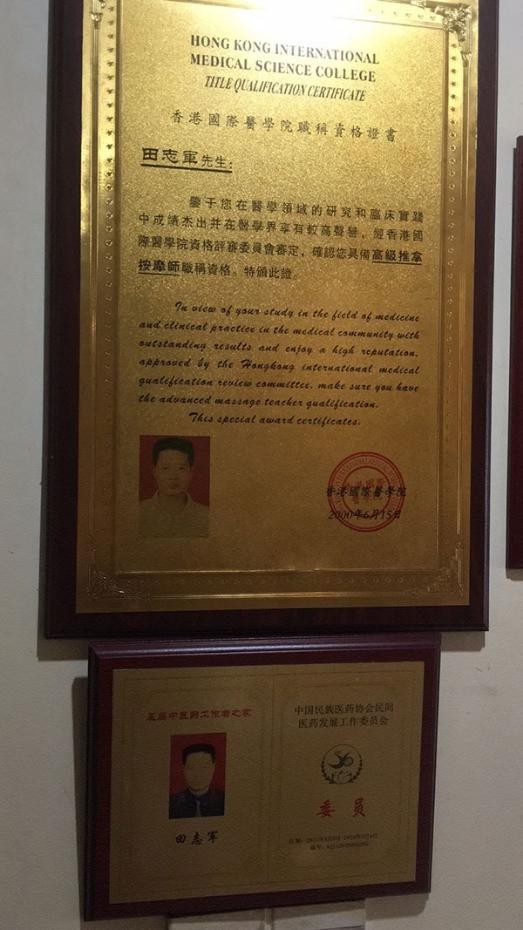 HONG KONG INTERNATIONAL
MEDICAL SCIENCE COLLEGE
TITLE QUALIFICATION CERTIFICATE
香港國際醫學院職稱資格證書
田志軍先生:
鑒于您在醫學領域的研究和臨床實踐
中成績杰出并在醫學界享有較高聲譽，經香港國
際醫學院資格評審委員會審定，確認您具備高級推拿
按摩師職稱資格。特頒此證。
In view of your study in the field of medicine
and clinical practice in the medical community with
outstanding results and enjoy a high reputation,
approved by the Hongkong international medical
qualification review committee, make sure you have
the advanced massage teacher qualification.
This special award certificates.
香港國際醫學院
2000年6月15日
中医药工作者之家
田志军
中国民族医药协会民间
医药发展工作委员会
委员